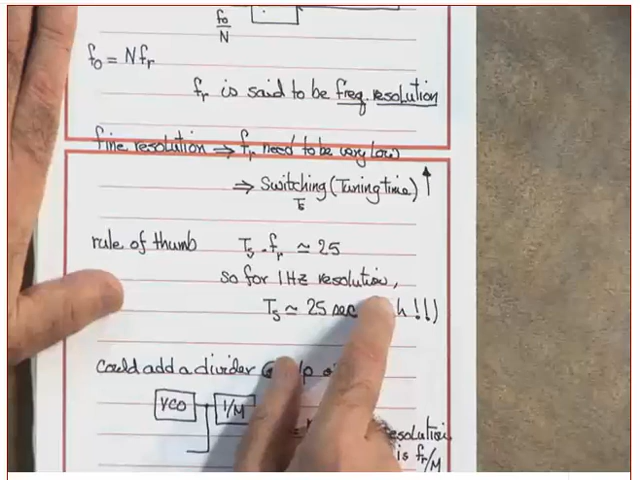 f₀/N
f₀ = N fᵣ
fᵣ is said to be freq. resolution
fine resolution ⇒ fᵣ need to be very low
⇒ Switching (Tuning time) ↑
Tₛ
rule of thumb Tₛ . fᵣ ≃ 25
so for 1Hz resolution,
Tₛ ≃ 25 sec !!)
could add a divider
VCO 1/M
is fᵣ/M